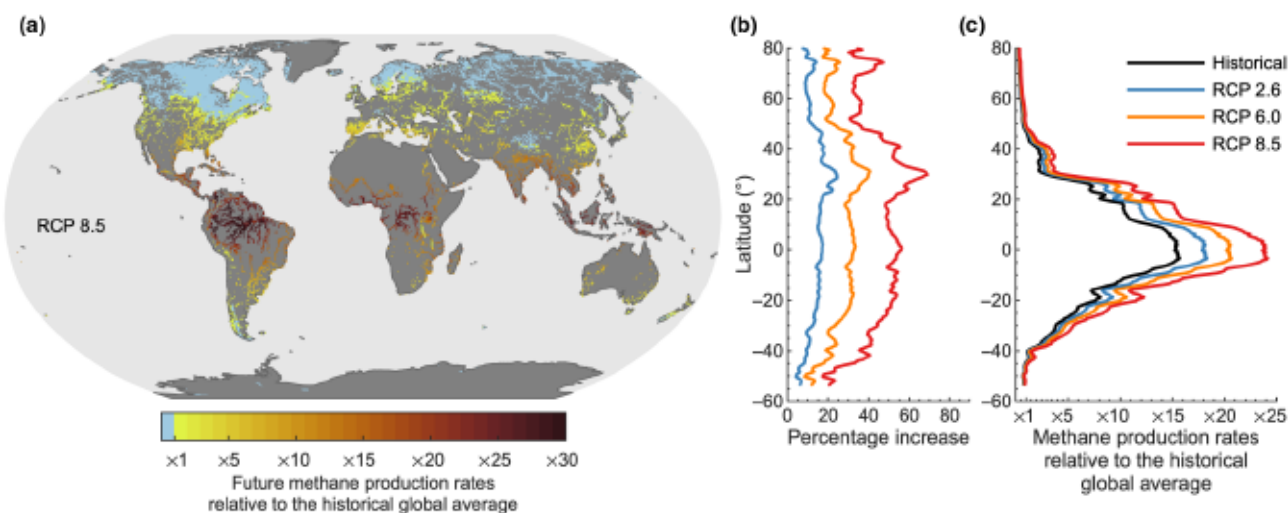 (a)
RCP 8.5
×1 ×5 ×10 ×15 ×20 ×25 ×30
Future methane production rates
relative to the historical global average
(b)
80
60
40
20
0
−20
−40
−60
Latitude (°)
0 20 40 60 80
Percentage increase
(c)
80
60
40
20
0
−20
−40
−60
Historical
RCP 2.6
RCP 6.0
RCP 8.5
×1 ×5 ×10 ×15 ×20 ×25
Methane production rates
relative to the historical
global average